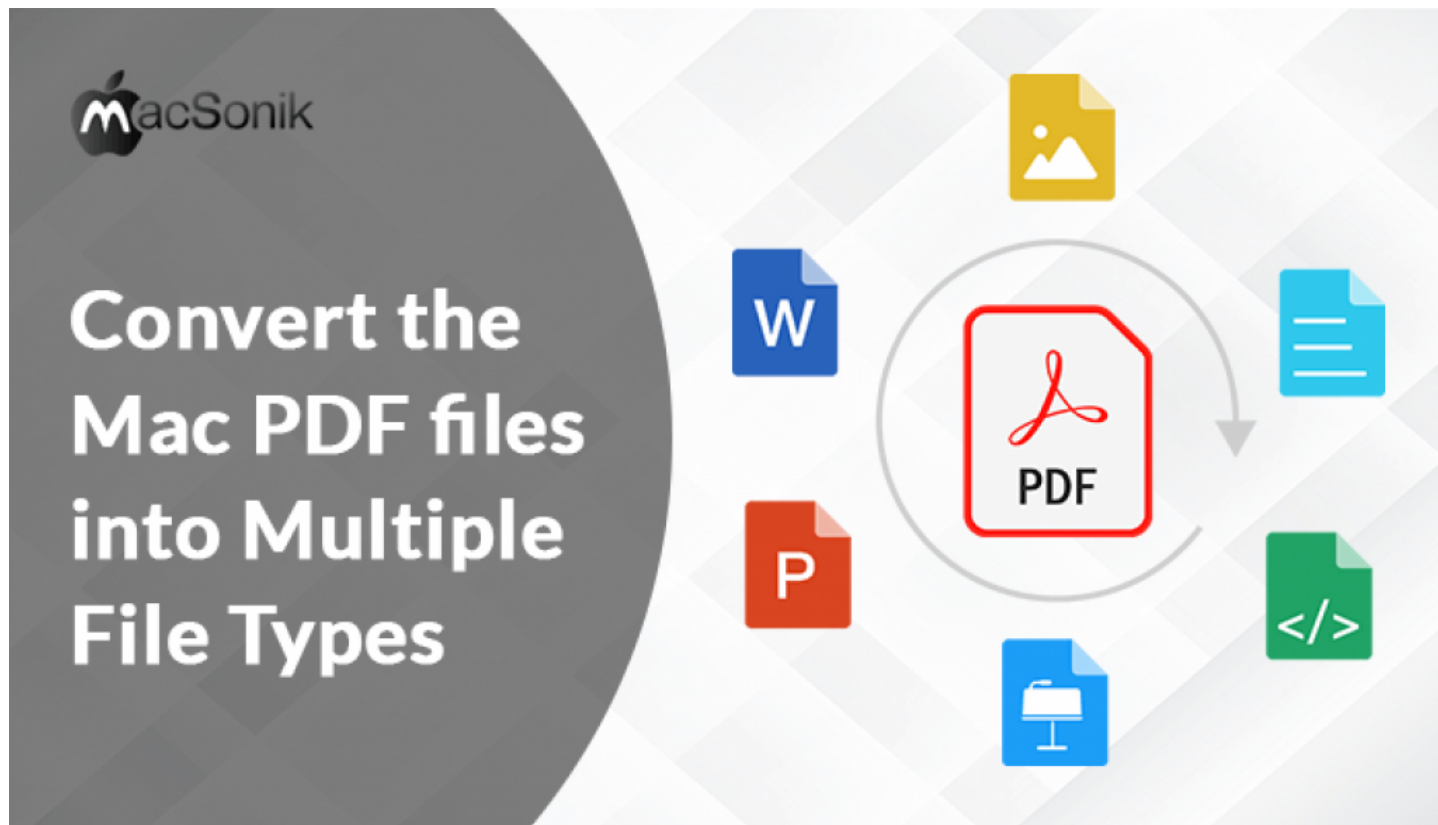 MacSonik
Convert the
Mac PDF files
into Multiple
File Types
W
PDF
P
</>